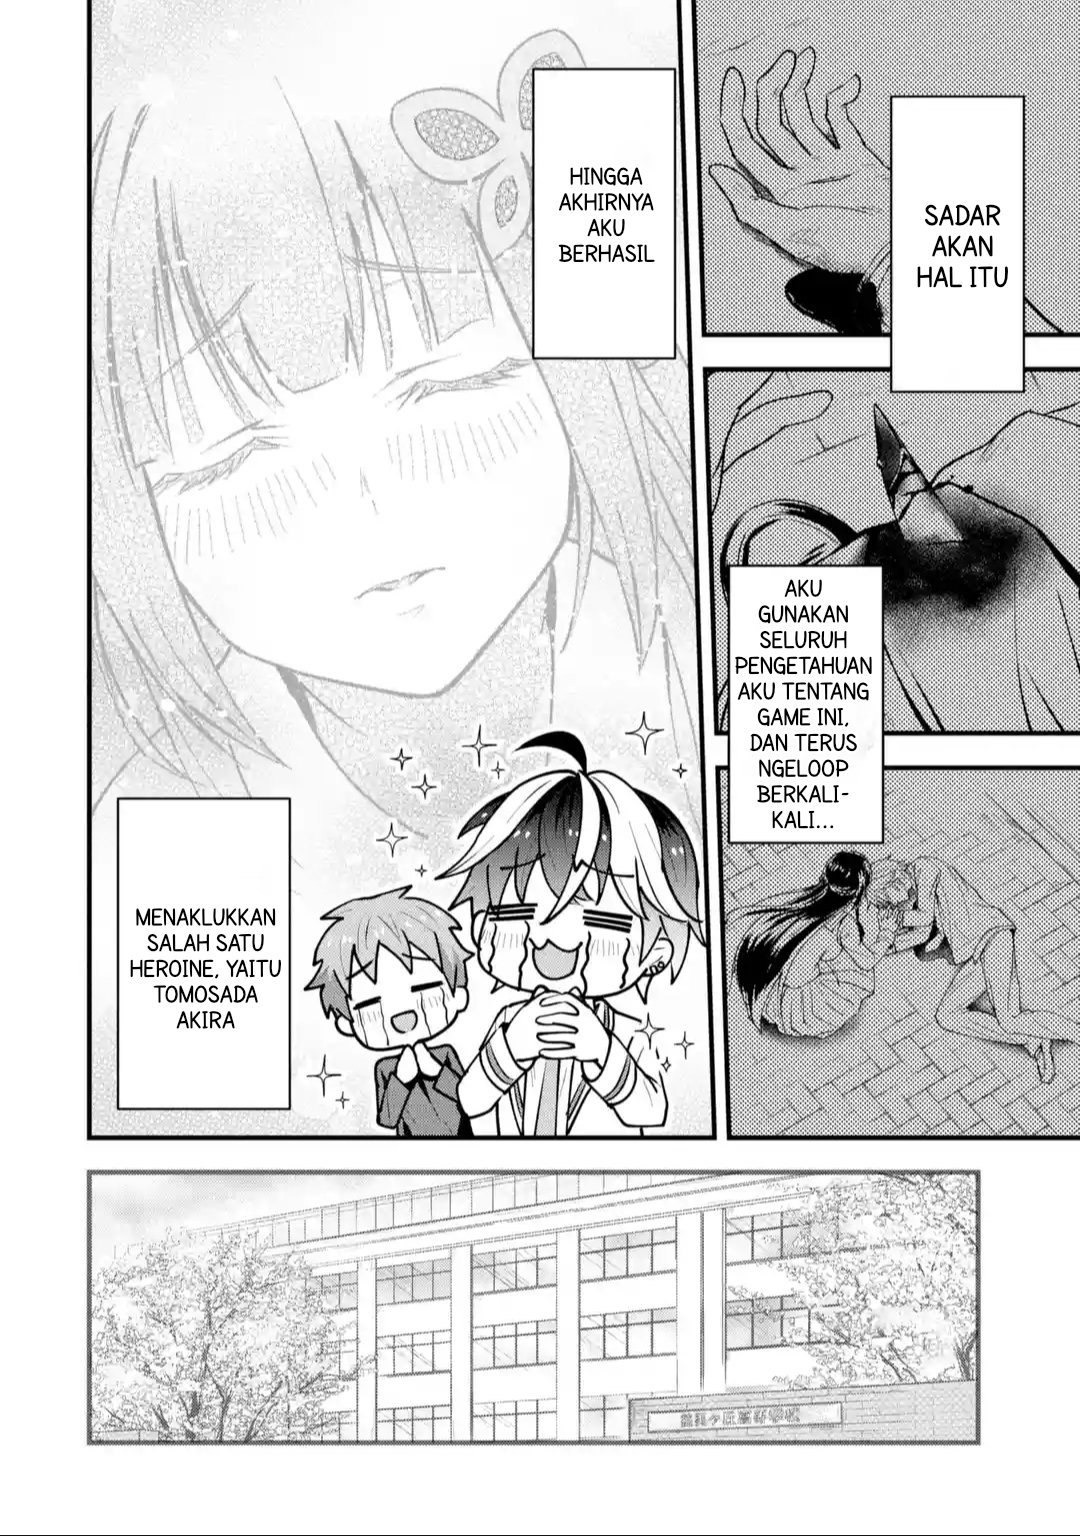 SADAR
AKAN
HAL ITU
AKU
GUNAKAN
SELURUH
PENGETAHUAN
AKU TENTANG
GAME INI,
DAN TERUS
NGELOOP
BERKALI-
KALI...
HINGGA
AKHIRNYA
AKU
BERHASIL
MENAKLUKKAN
SALAH SATU
HEROINE, YAITU
TOMOSADA
AKIRA